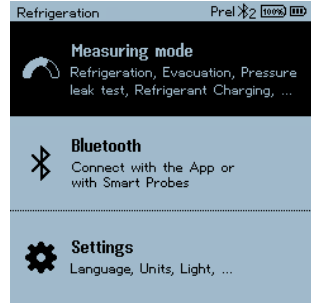 Refrigeration Prel 2 100%
Measuring mode
Refrigeration, Evacuation, Pressure
leak test, Refrigerant Charging, ...
Bluetooth
Connect with the App or
with Smart Probes
Settings
Language, Units, Light, ...